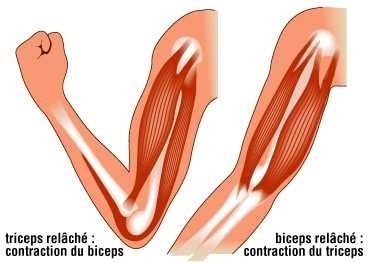 triceps relâché :
contraction du biceps
biceps relâché :
contraction du triceps